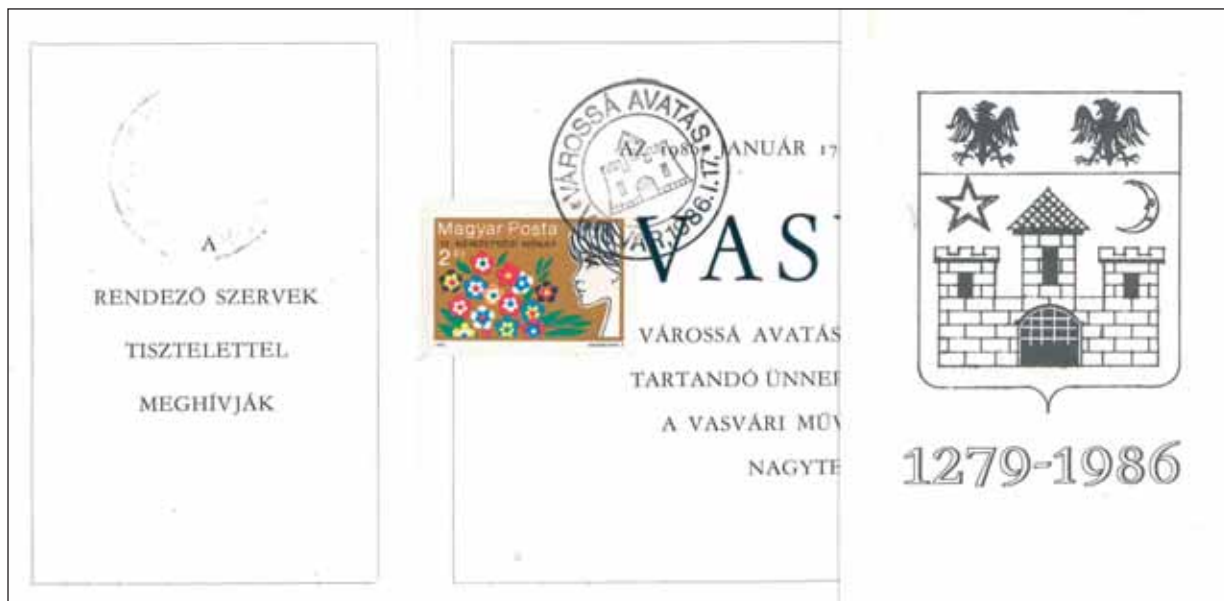 A
RENDEZŐ SZERVEK
TISZTELETTEL
MEGHÍVJÁK
VÁROSSÁ AVATÁS
VÁR, 1986.I.17.
AZ 1986. JANUÁR 17
Magyar Posta
2
VAS
VÁROSSÁ AVATÁS
TARTANDÓ ÜNNEP
A VASVÁRI MŰV
NAGYTE
1279-1986